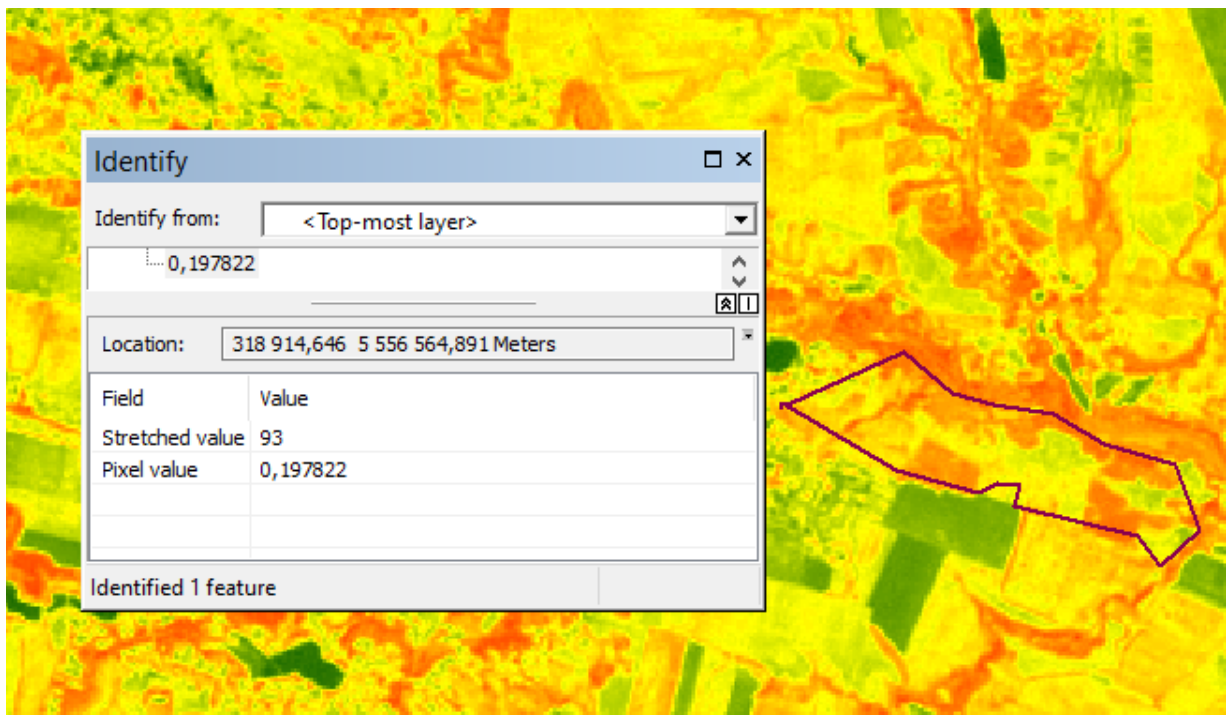 Identify
Identify from: <Top-most layer>
0,197822
Location: 318 914,646 5 556 564,891 Meters
Field Value
Stretched value 93
Pixel value 0,197822
Identified 1 feature